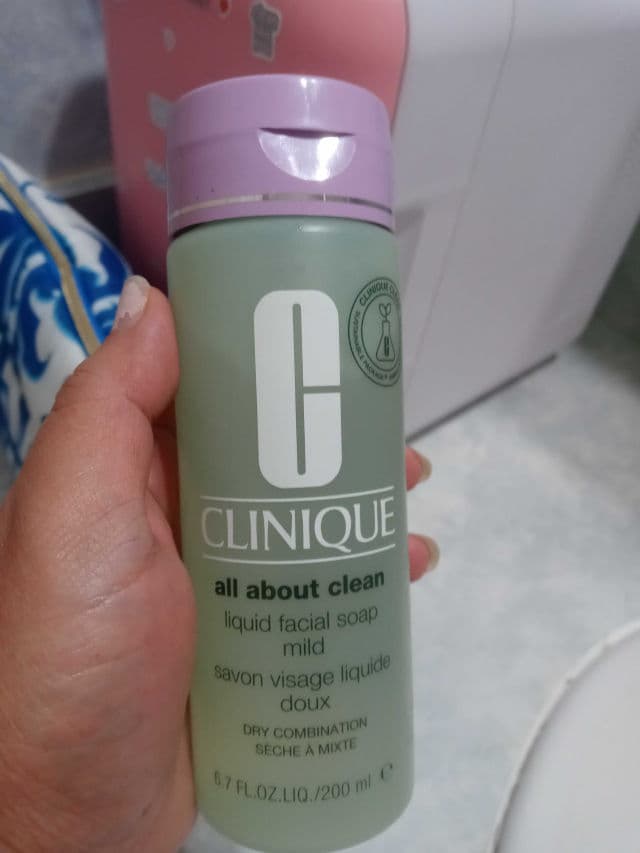 C
CLINIQUE
all about clean
liquid facial soap
mild
savon visage liquide
doux
DRY COMBINATION
SÈCHE À MIXTE
6.7 FL.OZ.LIQ./200 ml ℮